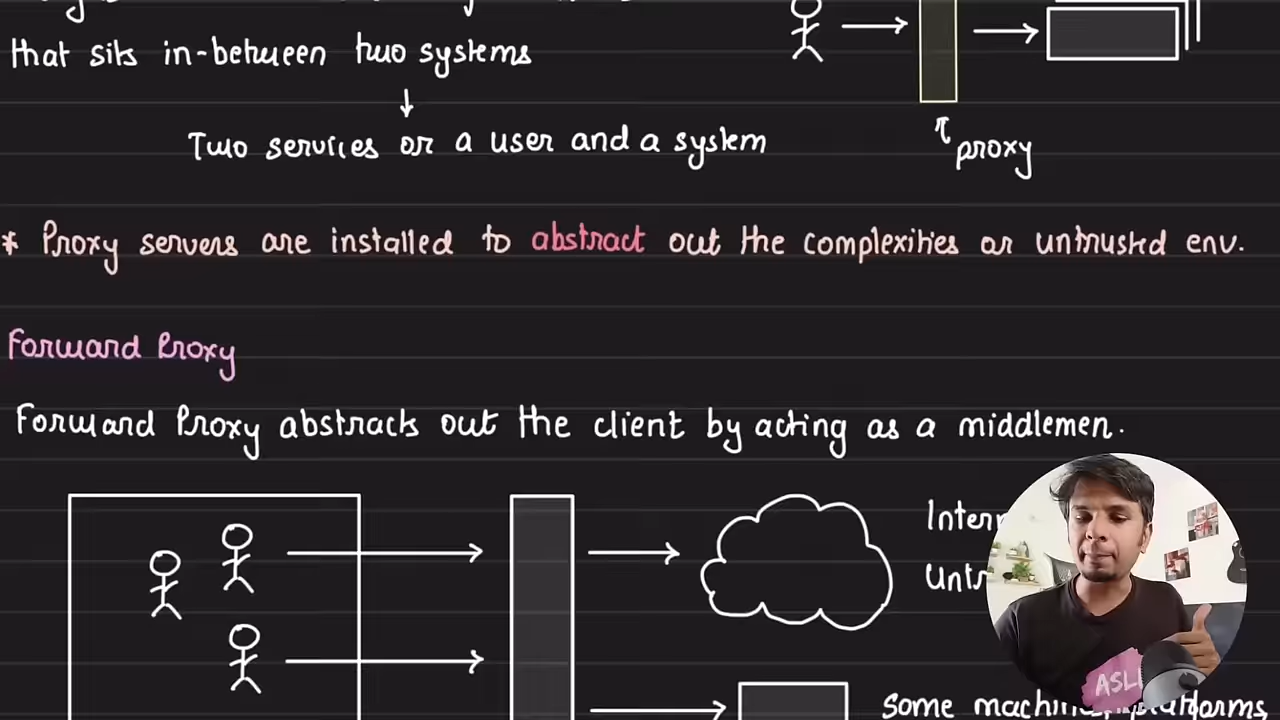 that sits in-between two systems
Two services or a user and a system
proxy
* Proxy servers are installed to abstract out the complexities or untrusted env.
Forward Proxy
Forward Proxy abstracts out the client by acting as a middlemen.
Some
ASL